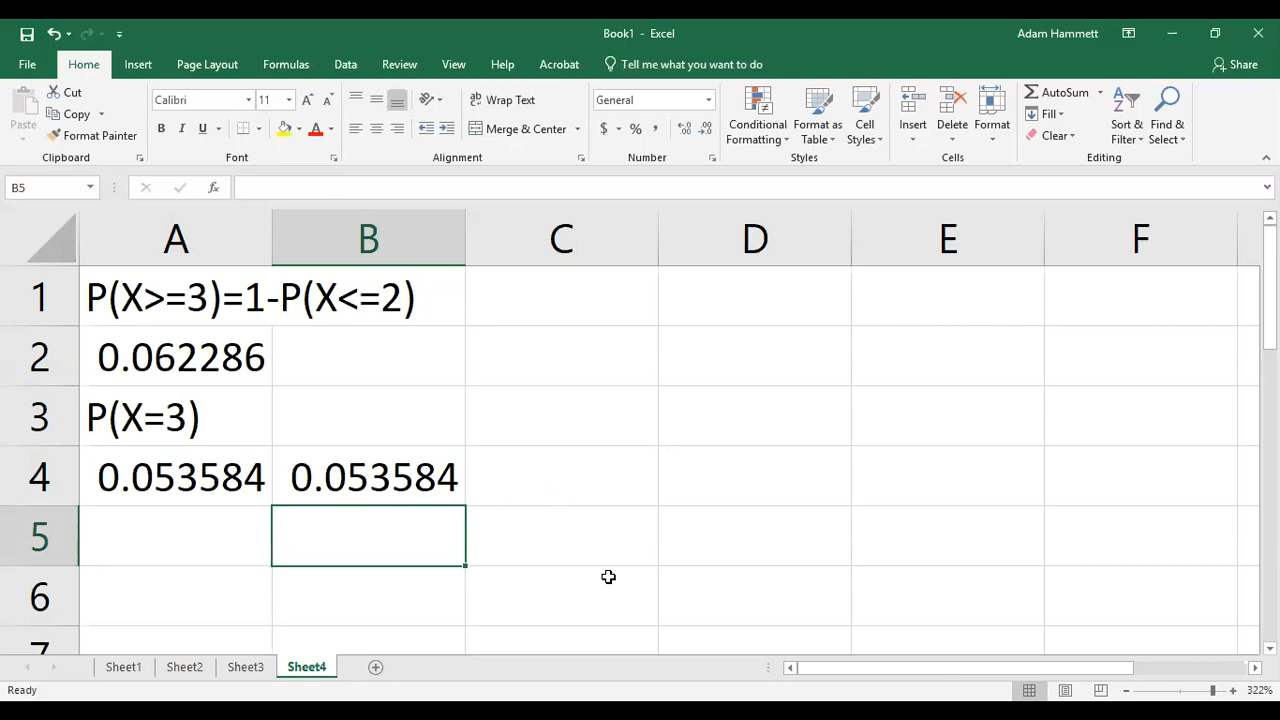 Book1 - Excel
Adam Hammett
File Home Insert Page Layout Formulas Data Review View Help Acrobat Tell me what you want to do Share
Paste
Cut
Copy
Format Painter
Calibri 11
B I U A
Wrap Text
Merge & Center
General
$ % ,
Conditional Formatting
Format as Table
Cell Styles
Insert Delete Format
AutoSum
Fill
Clear
Sort & Filter
Find & Select
Clipboard Font Alignment Number Styles Cells Editing
B5 fx
A B C D E F
1 P(X>=3)=1-P(X<=2)
2 0.062286
3 P(X=3)
4 0.053584 0.053584
5
6
7
Sheet1 Sheet2 Sheet3 Sheet4
Ready 322%